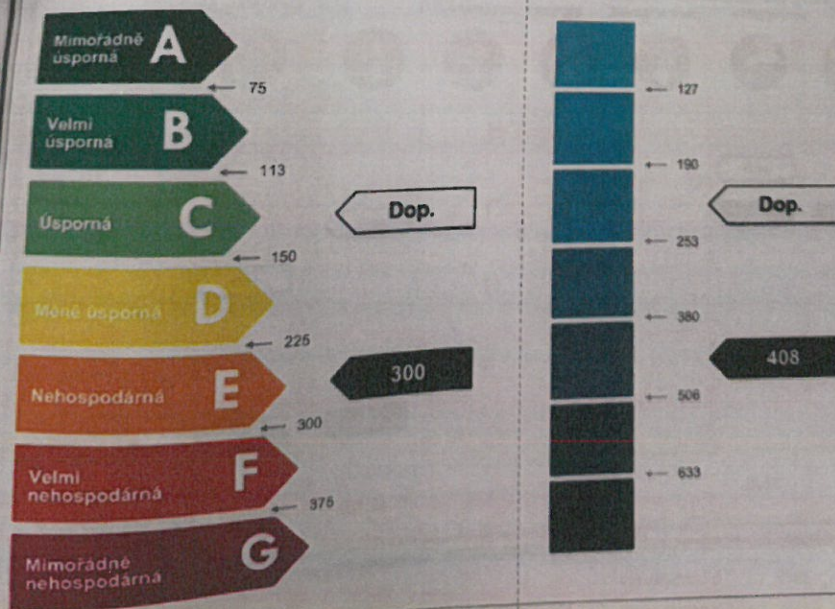 Mimořádně
úsporná
A
75
127
Velmi
úsporná
B
113
190
Úsporná
C
Dop.
Dop.
150
253
Méně úsporná
D
225
380
Nehospodárná
E
300
408
300
506
Velmi
nehospodárná
F
375
633
Mimořádně
nehospodárná
G